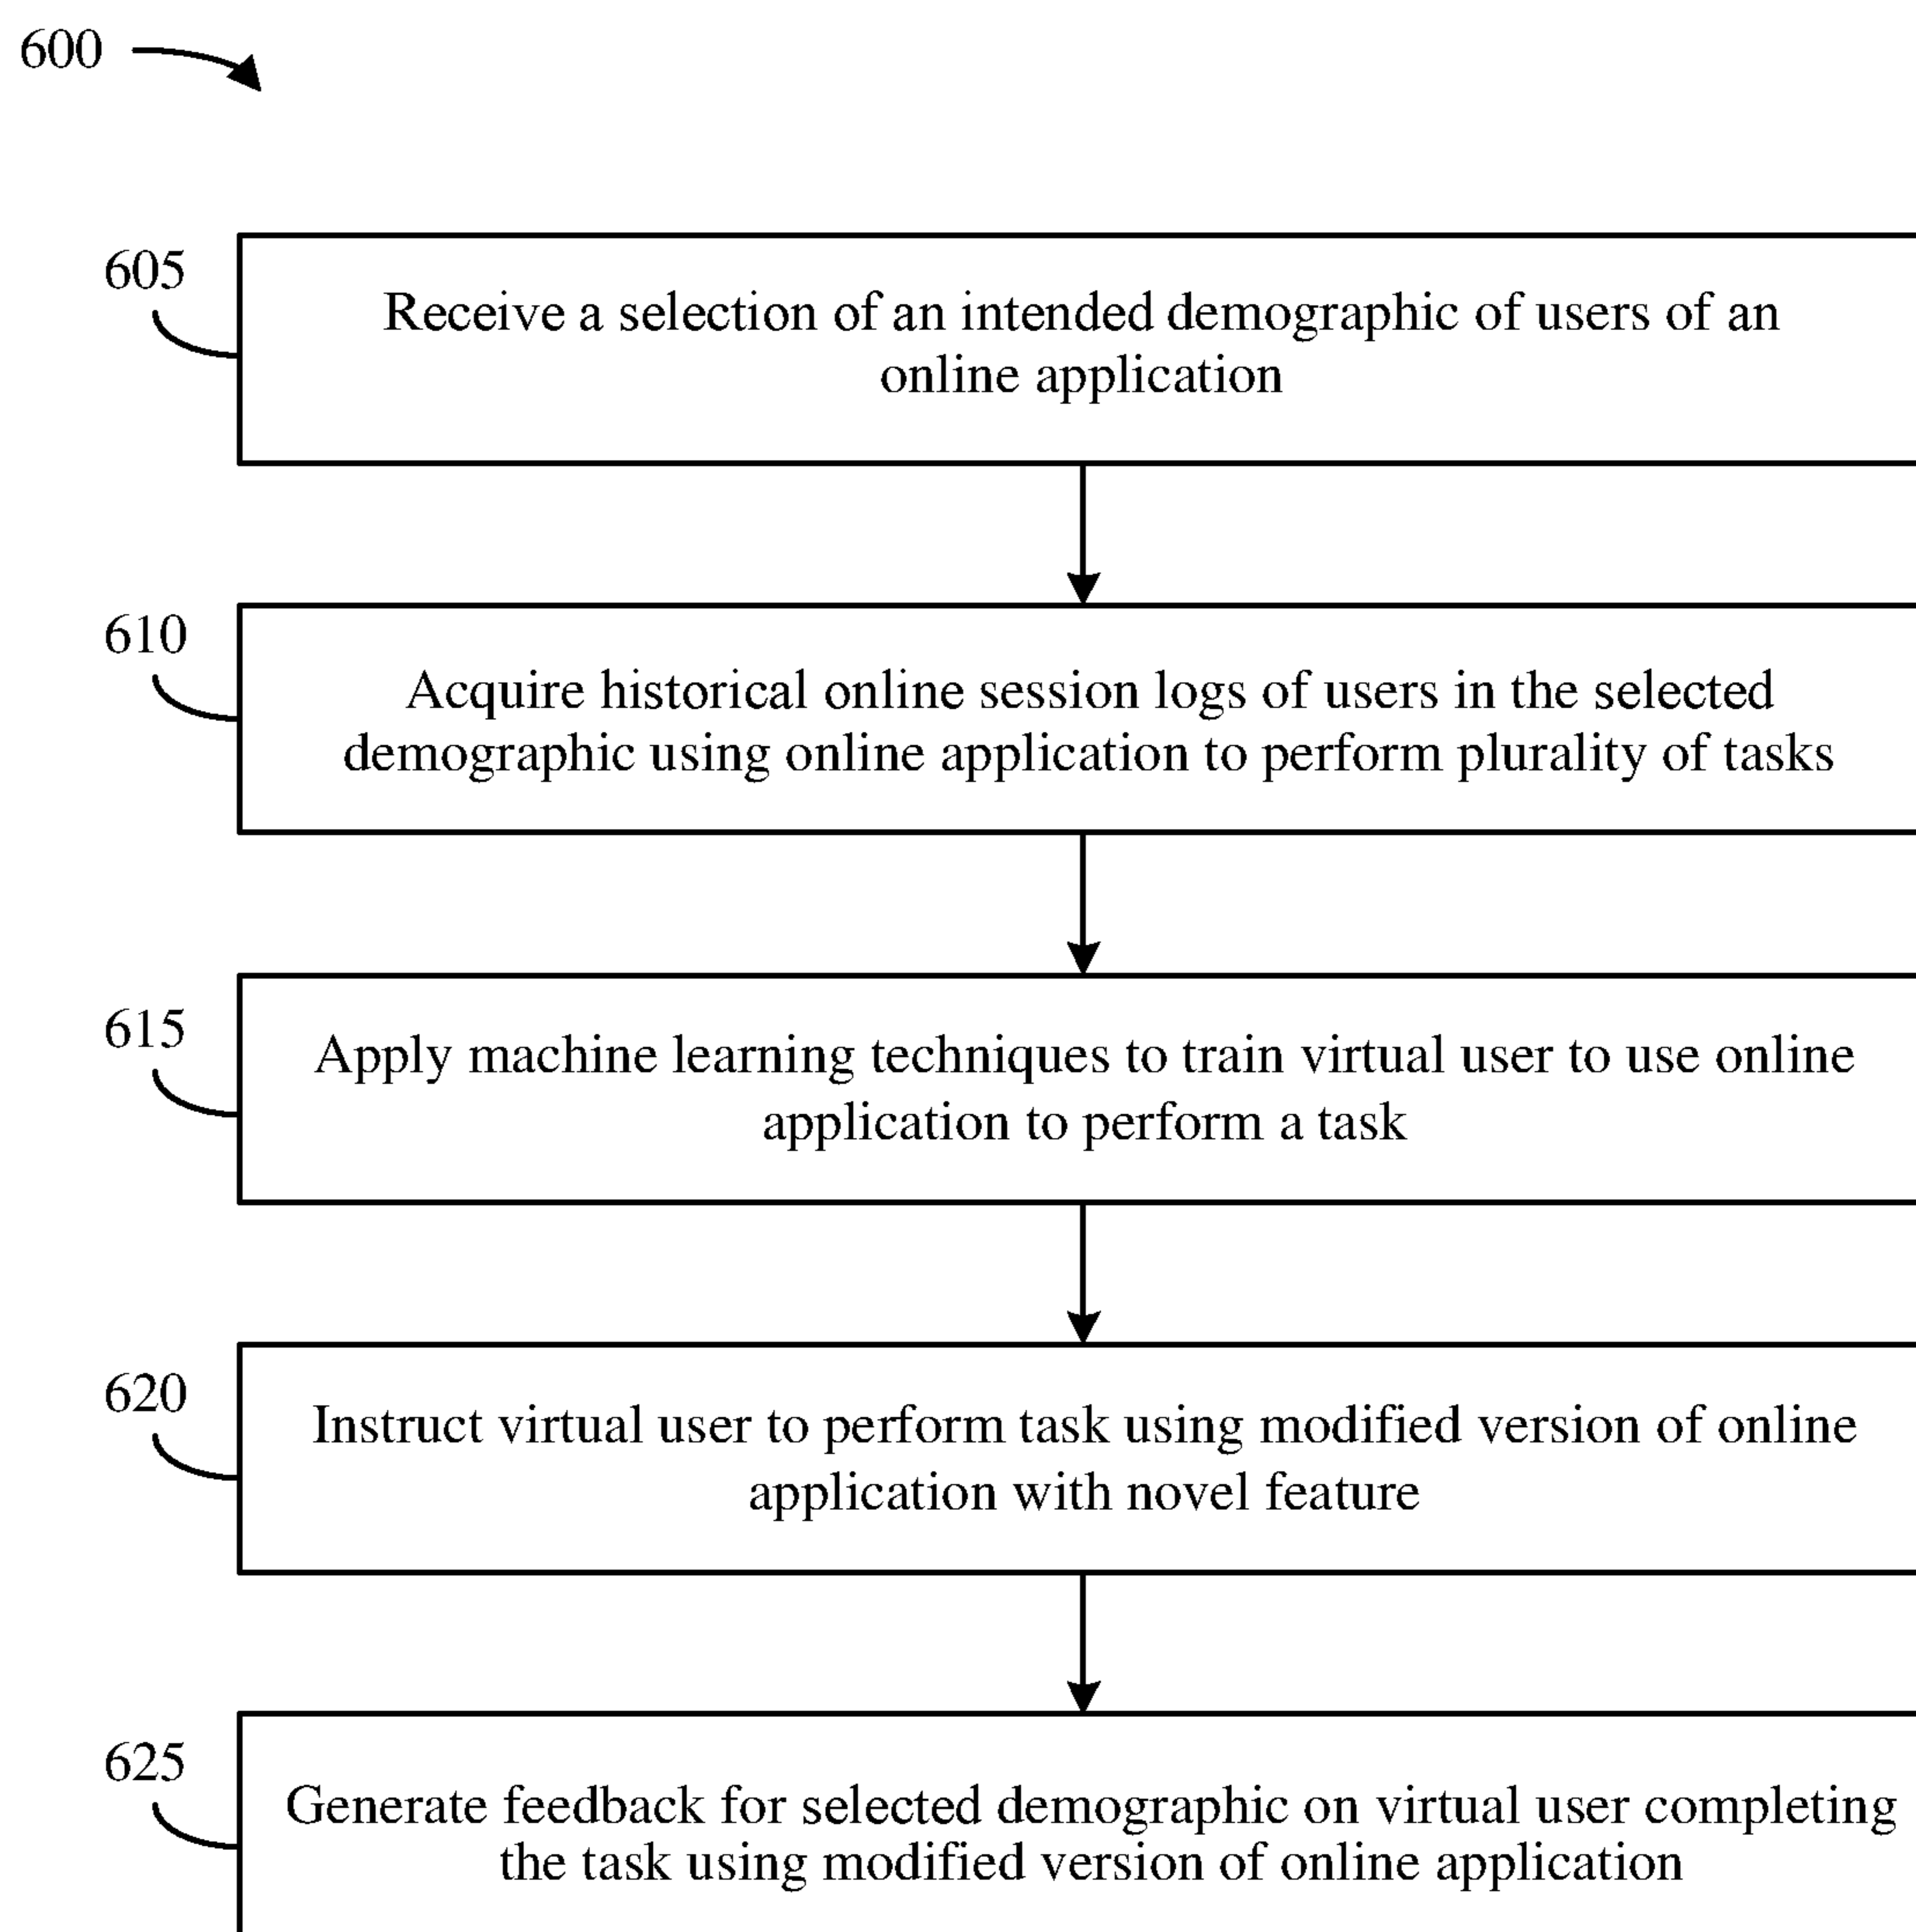 600
605
Receive a selection of an intended demographic of users of an
online application
610
Acquire historical online session logs of users in the selected
demographic using online application to perform plurality of tasks
615
Apply machine learning techniques to train virtual user to use online
application to perform a task
620
Instruct virtual user to perform task using modified version of online
application with novel feature
625
Generate feedback for selected demographic on virtual user completing
the task using modified version of online application